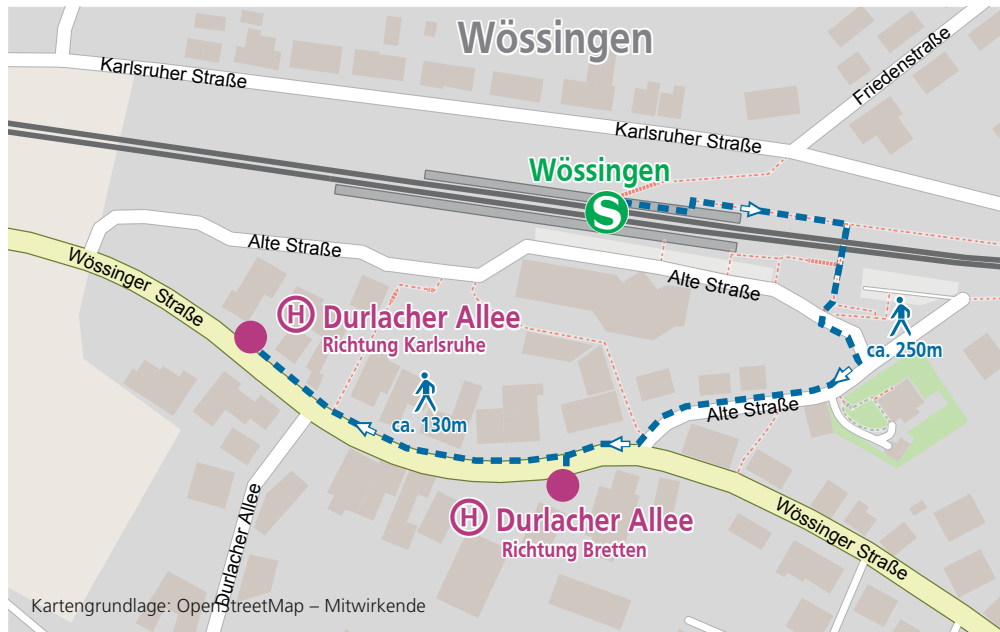 Wössingen
Karlsruher Straße
Friedenstraße
Karlsruher Straße
Wössingen
S
Alte Straße
Wössinger Straße
Alte Straße
H Durlacher Allee
Richtung Karlsruhe
ca. 250m
ca. 130m
Alte Straße
H Durlacher Allee
Richtung Bretten
Wössinger Straße
Durlacher Allee
Kartengrundlage: OpenStreetMap – Mitwirkende